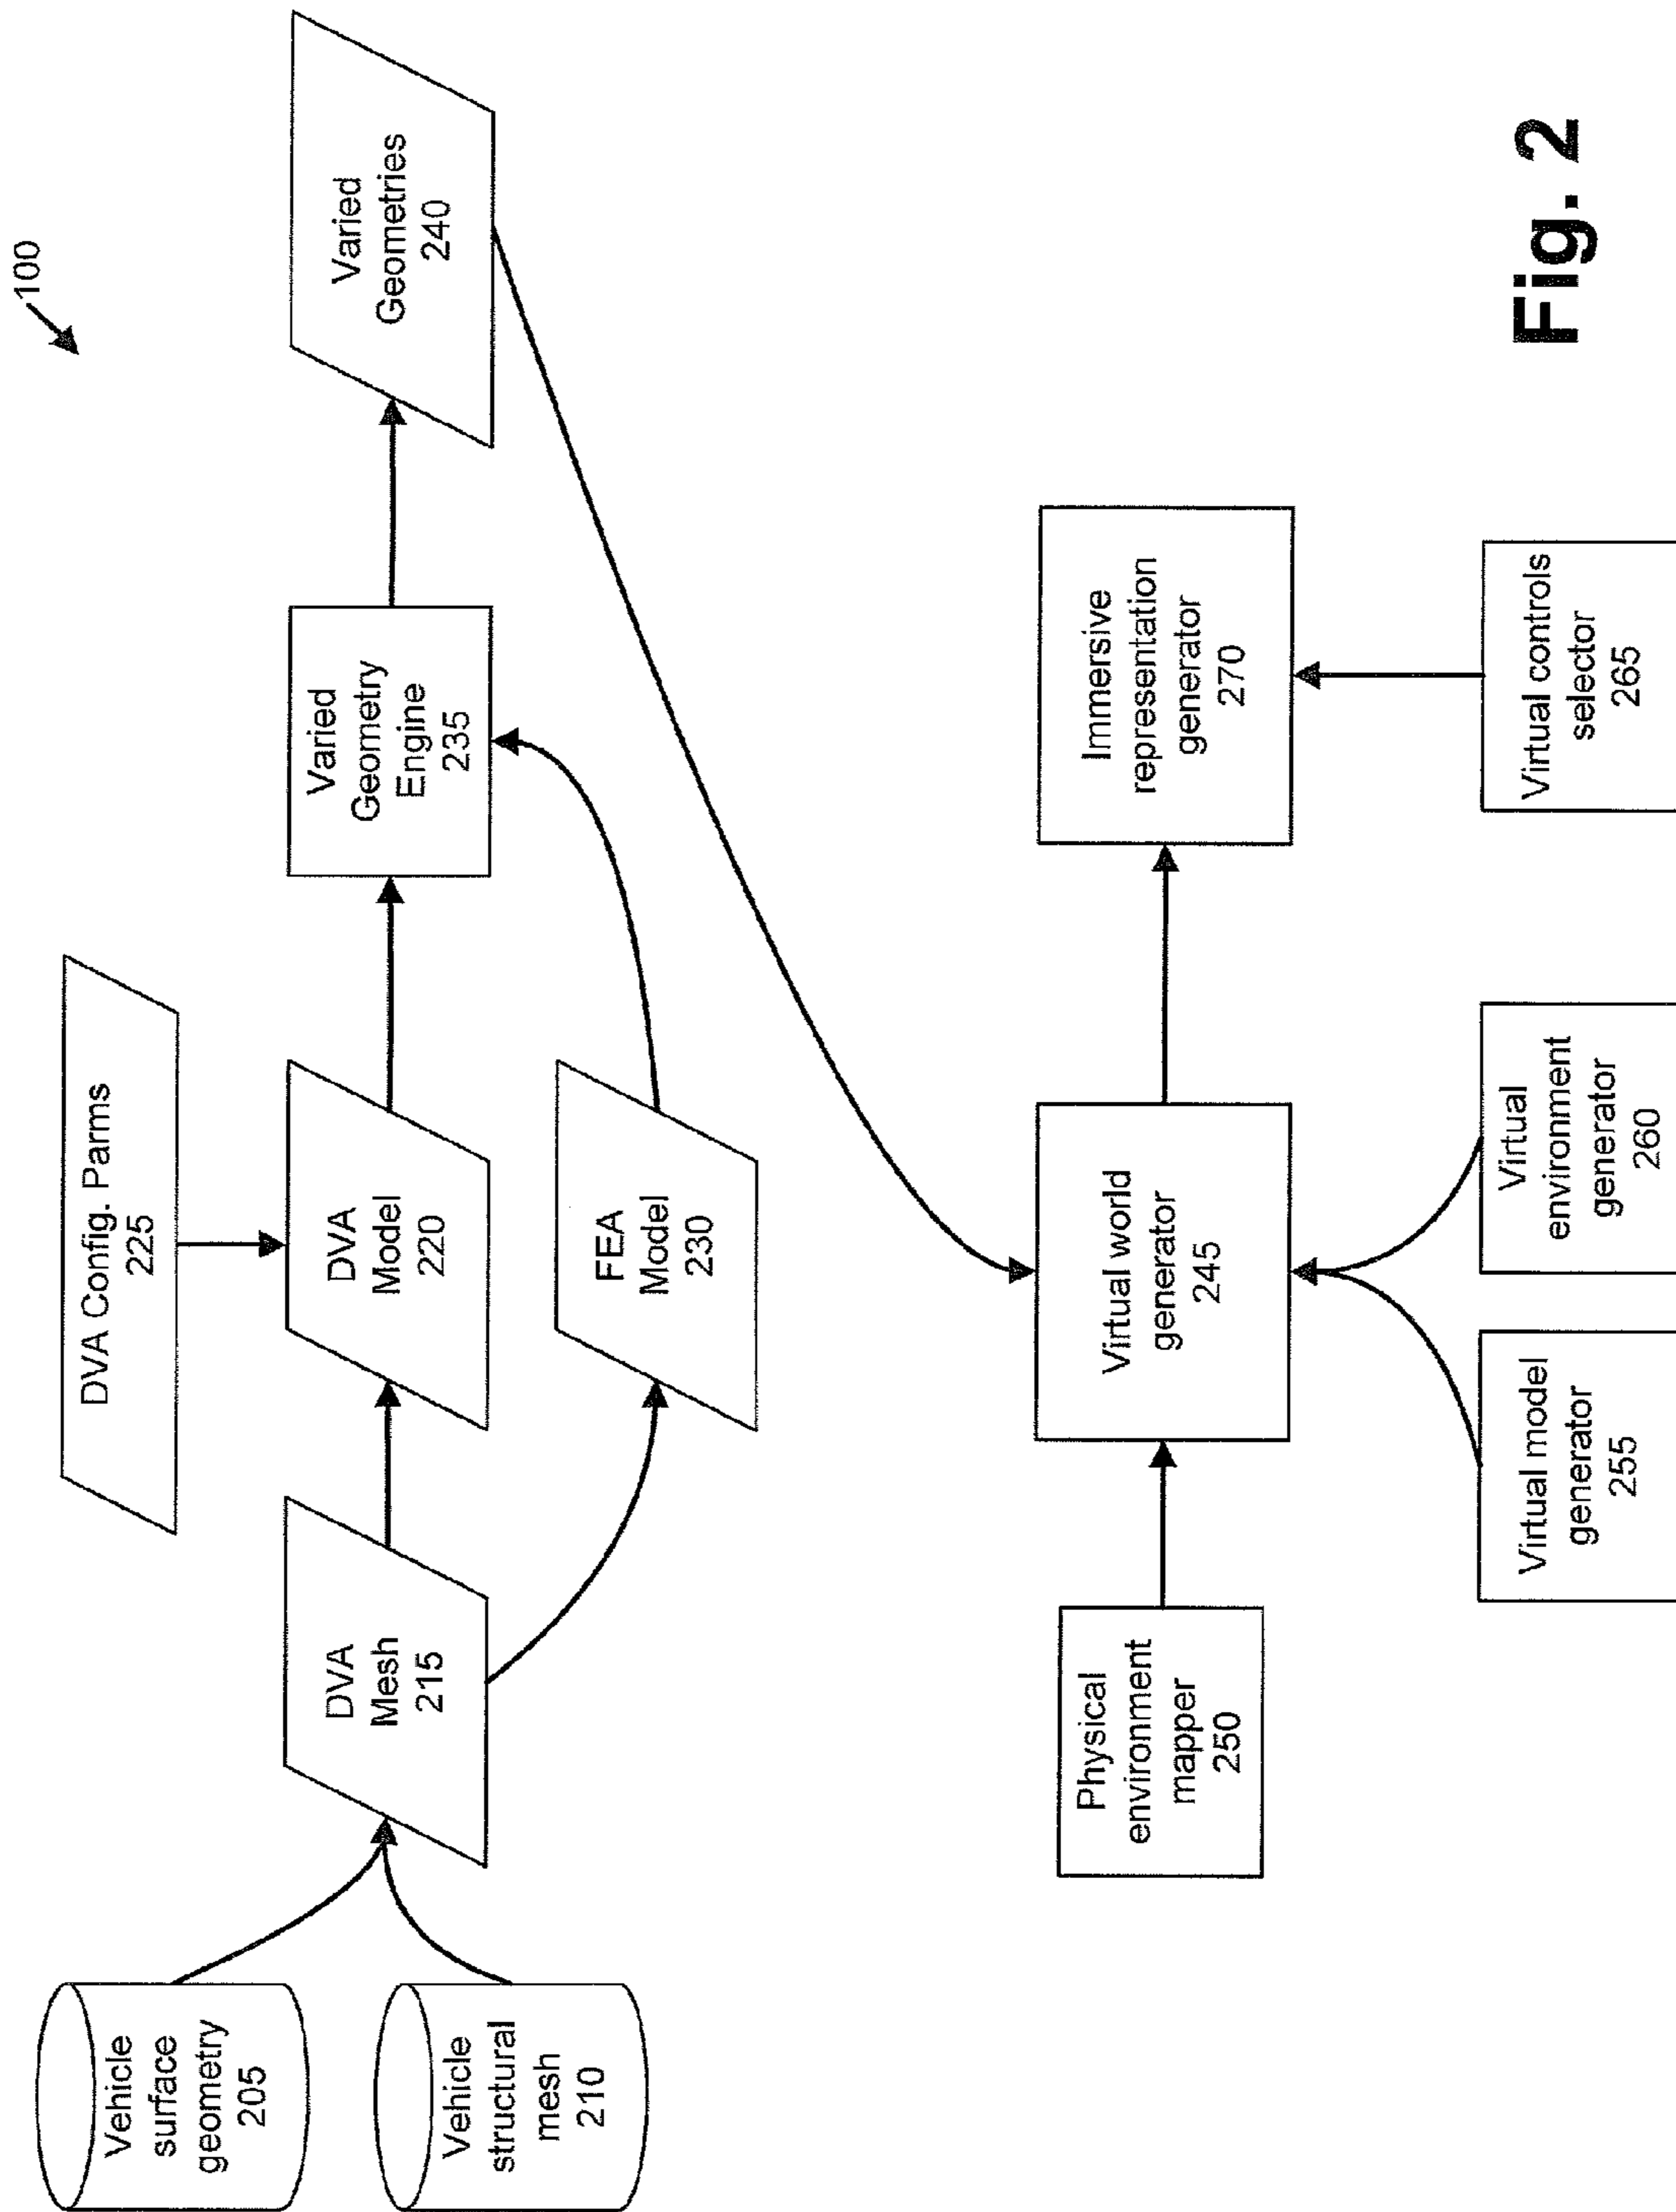 100
DVA Config. Parms
225
Vehicle
surface
geometry
205
DVA
Mesh
215
DVA
Model
220
Varied
Geometry
Engine
235
Varied
Geometries
240
Vehicle
structural
mesh
210
FEA
Model
230
Physical
environment
mapper
250
Virtual world
generator
245
Immersive
representation
generator
270
Virtual model
generator
255
Virtual
environment
generator
260
Virtual controls
selector
265
Fig. 2